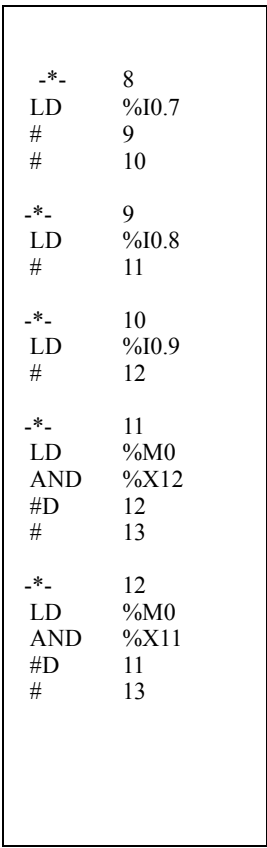 -*- 8
LD %I0.7
# 9
# 10
-*- 9
LD %I0.8
# 11
-*- 10
LD %I0.9
# 12
-*- 11
LD %M0
AND %X12
#D 12
# 13
-*- 12
LD %M0
AND %X11
#D 11
# 13